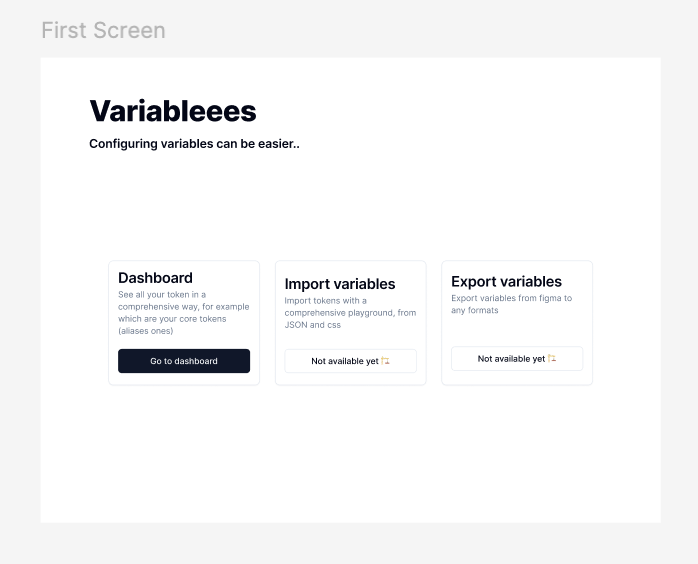 First Screen
Variableees
Configuring variables can be easier..
Dashboard
See all your token in a
comprehensive way, for example
which are your core tokens
(aliases ones)
Go to dashboard
Import variables
Import tokens with a
comprehensive playground, from
JSON and css
Not available yet 🏗️
Export variables
Export variables from figma to
any formats
Not available yet 🏗️